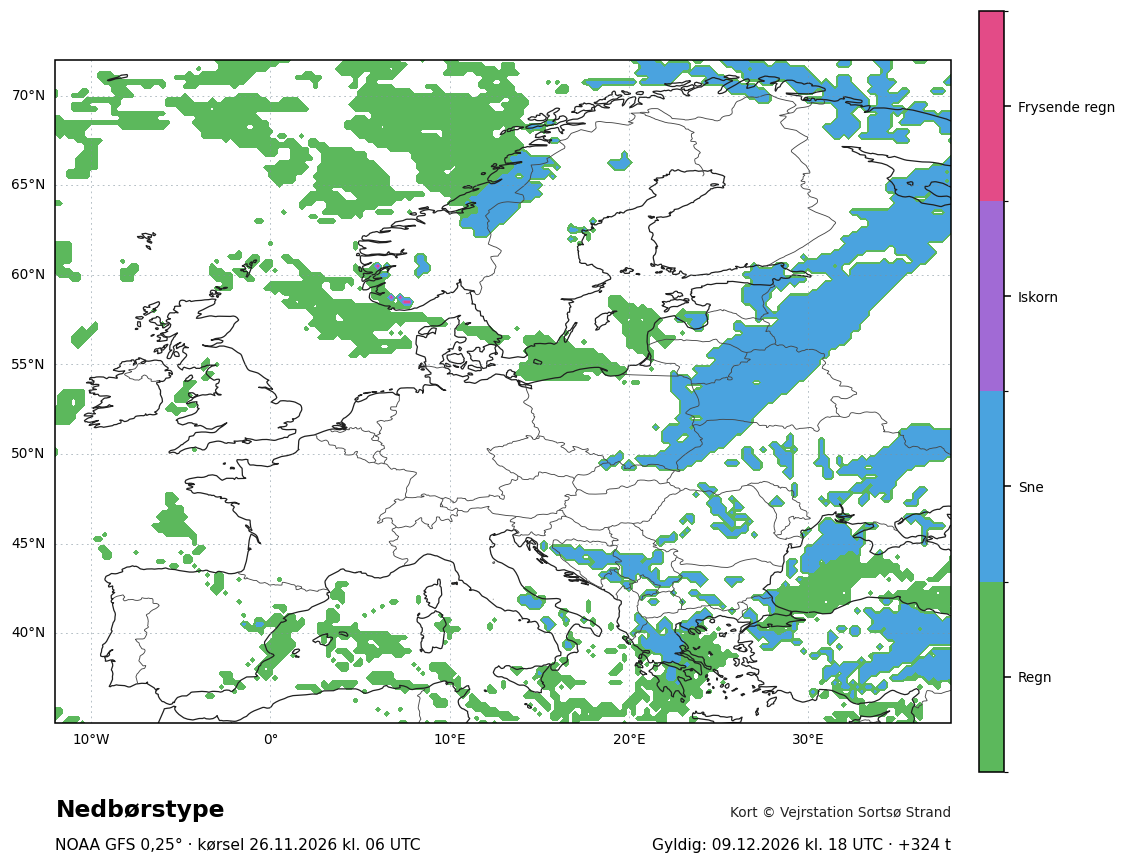 Frysende regn
Iskorn
Sne
Regn
70°N
65°N
60°N
55°N
50°N
45°N
40°N
10°W 0° 10°E 20°E 30°E
Nedbørstype
Kort © Vejrstation Sortsø Strand
NOAA GFS 0,25° · kørsel 26.11.2026 kl. 06 UTC
Gyldig: 09.12.2026 kl. 18 UTC · +324 t